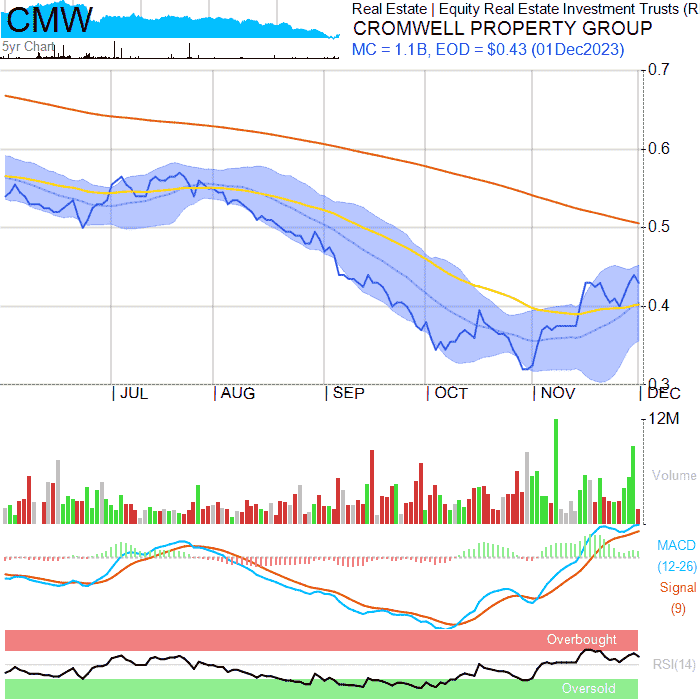 CMW
Real Estate | Equity Real Estate Investment Trusts (R
CROMWELL PROPERTY GROUP
5yr Chart
MC = 1.1B, EOD = $0.43 (01Dec2023)
0.7
0.6
0.5
0.4
0.3
JUL AUG SEP OCT NOV DEC
12M
Volume
MACD
(12-26)
Signal
(9)
Overbought
RSI(14)
Oversold